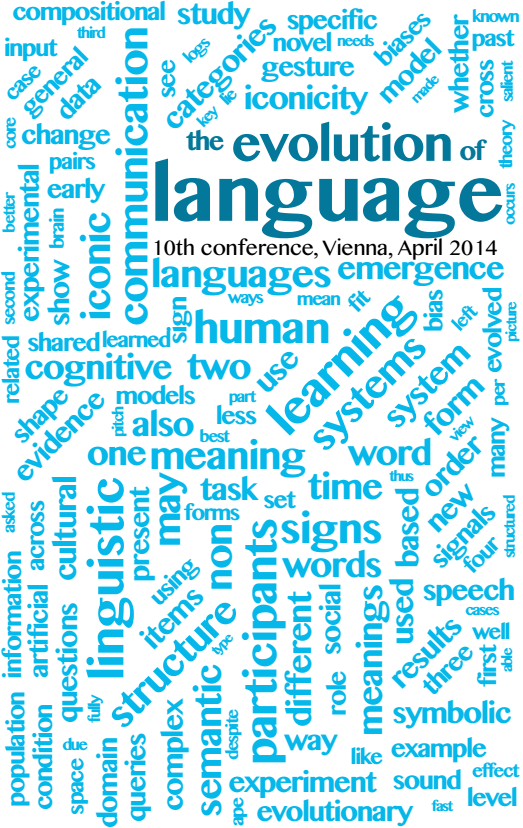 compositional
study
specific
known
third
logs
novel
needs
biases
past
input
see
categories
gesture
model
whether
case
general
data
key
tie
iconicity
made
cross
salient
core
change
communication
the evolution of
language
theory
occurs
pairs
early
10th conference, Vienna, April 2014
better
experimental
brain
iconic
languages
emergence
second
show
ways
mean
fit
bias
left
picture
shared
learned
sign
human
learning
evolved
related
cognitive
two
use
systems
system
per
shape
models
part
form
evidence
pitch
also
less
view
many
best
one
meaning
word
order
thus
asked
across
cultural
linguistic
present
may
task
set
time
based
new
structured
forms
non
participants
signs
signals
four
words
information
artificial
using
items
different
social
meanings
used
speech
cases
questions
structure
type
results
well
three
first
able
fully
semantic
role
symbolic
population
condition
complex
despite
way
due
like
example
space
domain
queries
experiment
sound
effect
ape
evolutionary
fast
level